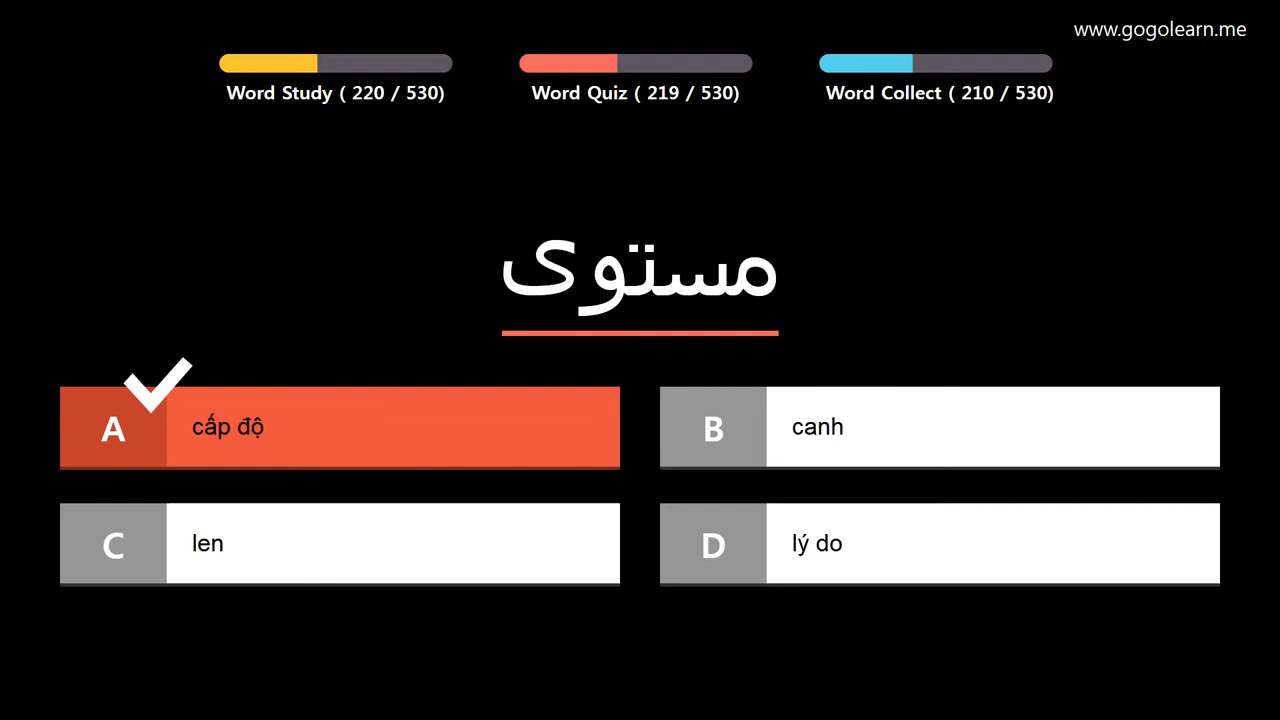 www.gogolearn.me
Word Study ( 220 / 530)
Word Quiz ( 219 / 530)
Word Collect ( 210 / 530)
مستوى
A cấp độ
B canh
C len
D lý do